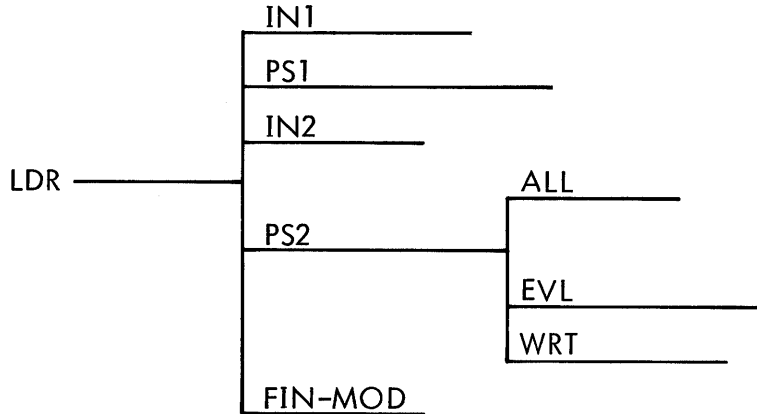 IN1
PS1
IN2
LDR
ALL
PS2
EVL
WRT
FIN-MOD